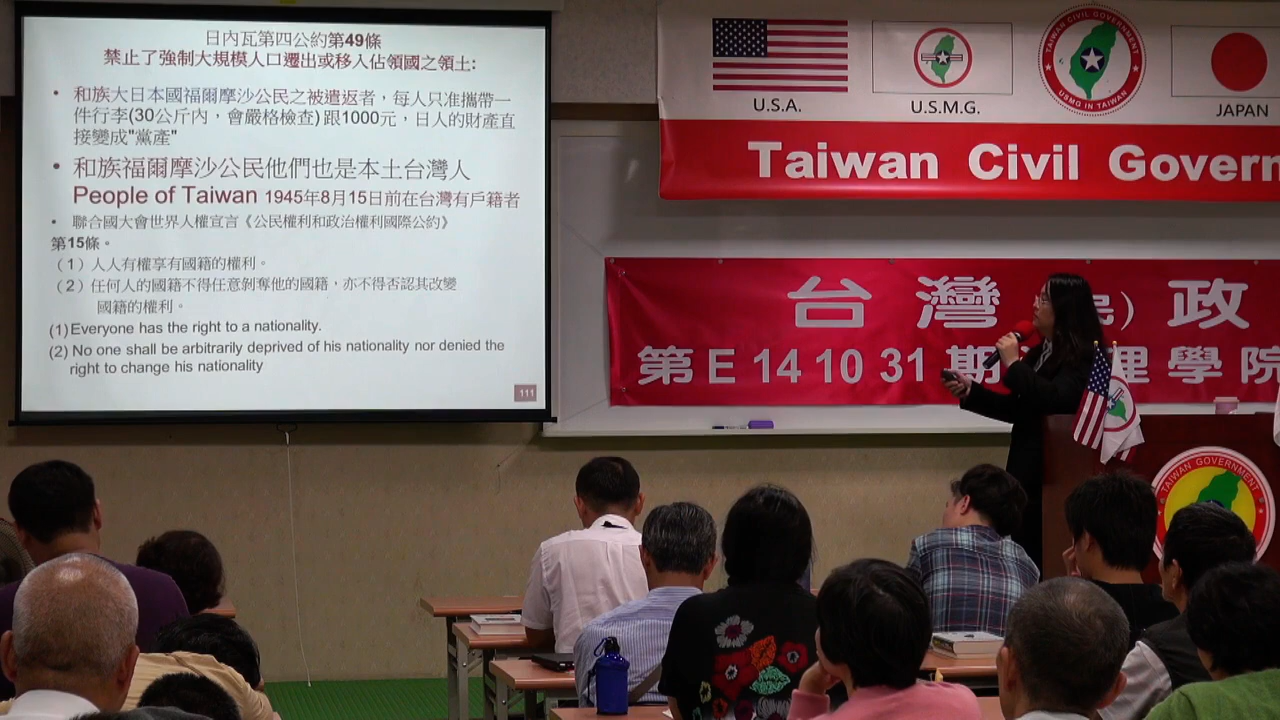 日內瓦第四公約第49條
禁止了強制大規模人口遷出或移入佔領國之領土:
• 和族大日本國福爾摩沙公民之被遣返者，每人只准攜帶一
件行李(30公斤內，會嚴格檢查) 跟1000元，日人的財產直
接變成"黨產"
• 和族福爾摩沙公民他們也是本土台灣人
People of Taiwan 1945年8月15日前在台灣有戶籍者
• 聯合國大會世界人權宣言《公民權利和政治權利國際公約》
第15條。
（1）人人有權享有國籍的權利。
（2）任何人的國籍不得任意剝奪他的國籍，亦不得否認其改變
國籍的權利。
(1) Everyone has the right to a nationality.
(2) No one shall be arbitrarily deprived of his nationality nor denied the
right to change his nationality
111
U.S.A.
U.S.M.G.
TAIWAN CIVIL GOVERNMENT
USMG IN TAIWAN
JAPAN
Taiwan Civil Govern
台灣 民）政
第E 14 10 31 期 理學院
TAIWAN GOVERNMENT